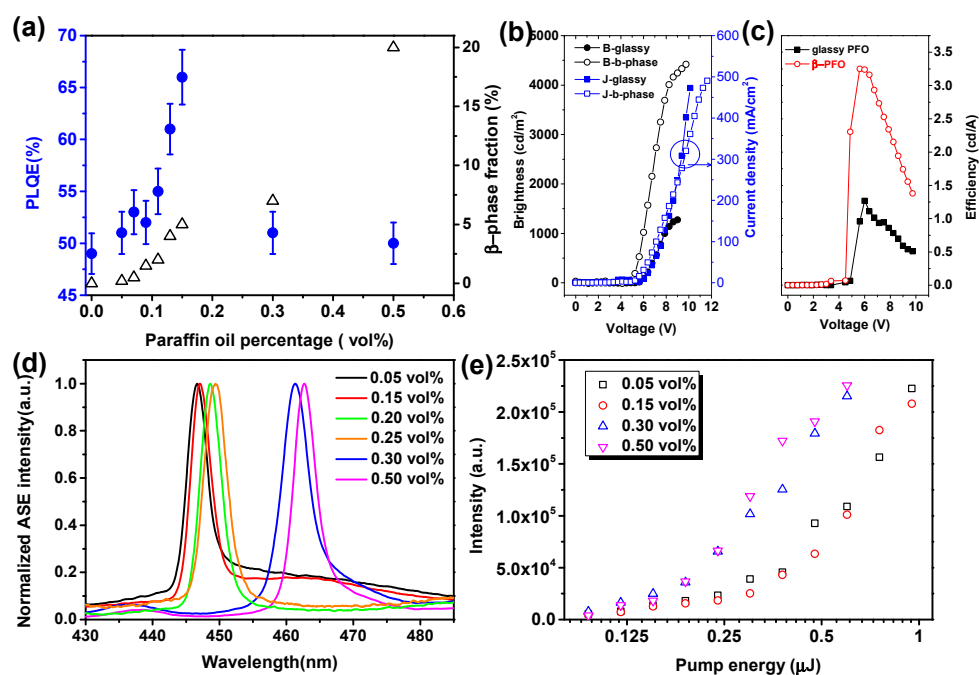 (a)
PLQE(%)
70
65
60
55
50
45
0.0 0.1 0.2 0.3 0.4 0.5 0.6
Paraffin oil percentage ( vol%)
20
15
10
5
0
β-phase fraction (%)
(b)
Brightness (cd/m²)
5000
4000
3000
2000
1000
0
B-glassy
B-b-phase
J-glassy
J-b-phase
0 2 4 6 8 10 12
Voltage (V)
600
500
400
300
200
100
0
Current density (mA/cm²)
(c)
glassy PFO
β–PFO
0 2 4 6 8 10
Voltage (V)
3.5
3.0
2.5
2.0
1.5
1.0
0.5
0.0
Efficiency (cd/A)
(d)
Normalized ASE intensity(a.u.)
1.0
0.8
0.6
0.4
0.2
0.0
0.05 vol%
0.15 vol%
0.20 vol%
0.25 vol%
0.30 vol%
0.50 vol%
430 440 450 460 470 480
Wavelength(nm)
(e)
Intensity (a.u.)
2.5x10⁵
2.0x10⁵
1.5x10⁵
1.0x10⁵
5.0x10⁴
0.0
0.05 vol%
0.15 vol%
0.30 vol%
0.50 vol%
0.125 0.25 0.5 1
Pump energy (μJ)